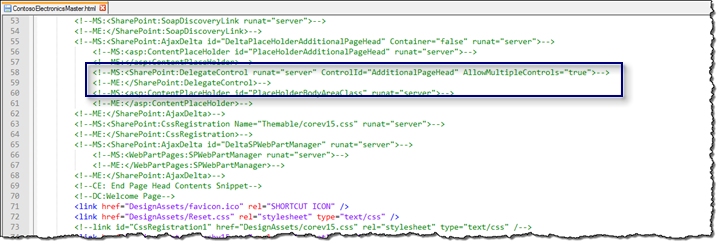 ContosoElectronicsMaster.html
53 <!--MS:<SharePoint:SoapDiscoveryLink runat="server">-->
54 <!--ME:</SharePoint:SoapDiscoveryLink>-->
55 <!--MS:<SharePoint:AjaxDelta id="DeltaPlaceHolderAdditionalPageHead" Container="false" runat="server">-->
56 <!--MS:<asp:ContentPlaceHolder id="PlaceHolderAdditionalPageHead" runat="server">-->
57 <!--ME:</asp:ContentPlaceHolder>-->
58 <!--MS:<SharePoint:DelegateControl runat="server" ControlId="AdditionalPageHead" AllowMultipleControls="true">-->
59 <!--ME:</SharePoint:DelegateControl>-->
60 <!--MS:<asp:ContentPlaceHolder id="PlaceHolderBodyAreaClass" runat="server">-->
61 <!--ME:</asp:ContentPlaceHolder>-->
62 <!--ME:</SharePoint:AjaxDelta>-->
63 <!--MS:<SharePoint:CssRegistration Name="Themable/corev15.css" runat="server">-->
64 <!--ME:</SharePoint:CssRegistration>-->
65 <!--MS:<SharePoint:AjaxDelta id="DeltaSPWebPartManager" runat="server">-->
66 <!--MS:<WebPartPages:SPWebPartManager runat="server">-->
67 <!--ME:</WebPartPages:SPWebPartManager>-->
68 <!--ME:</SharePoint:AjaxDelta>-->
69 <!--CE: End Page Head Contents Snippet-->
70 <!--DC:Welcome Page-->
71 <link href="DesignAssets/favicon.ico" rel="SHORTCUT ICON" />
72 <link href="DesignAssets/Reset.css" rel="stylesheet" type="text/css" />
73 <!--link id="CssRegistration1" href="DesignAssets/corev15.css" rel="stylesheet" type="text/css" /-->